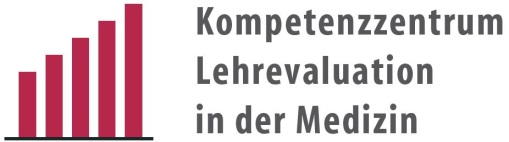 Kompetenzzentrum
Lehrevaluation
in der Medizin